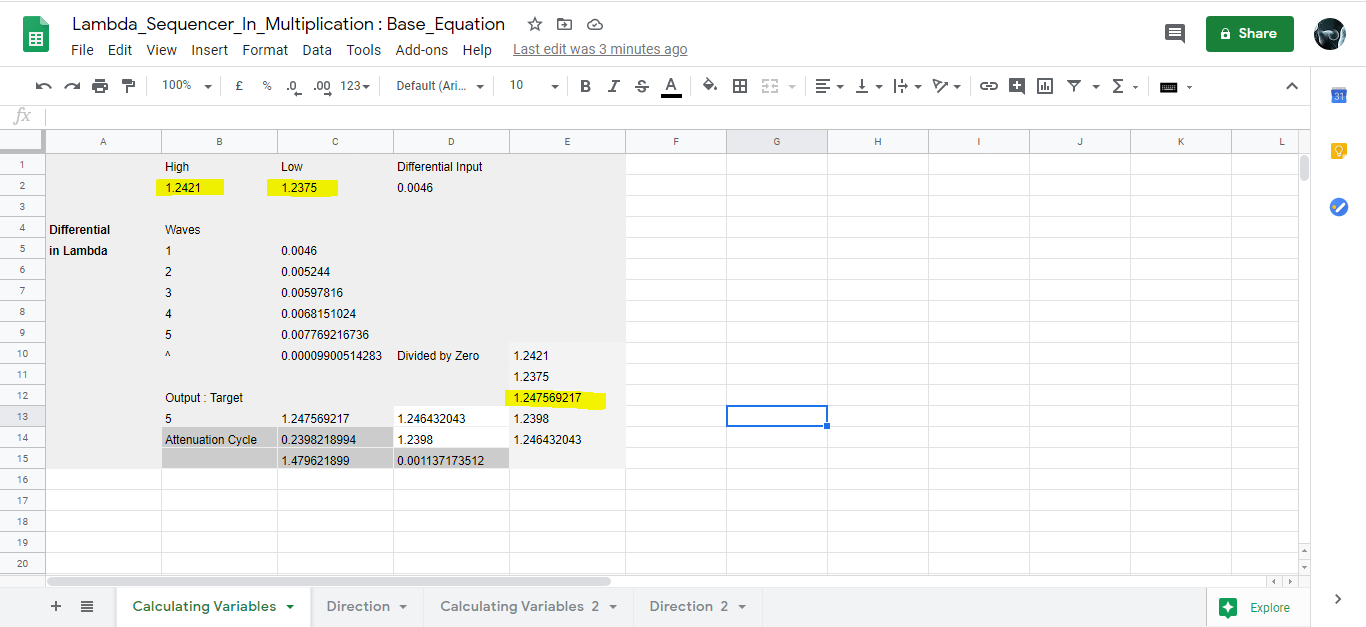 Lambda_Sequencer_In_Multiplication : Base_Equation
File Edit View Insert Format Data Tools Add-ons Help Last edit was 3 minutes ago
Share
100% £ % .0 .00 123 Default (Ari... 10 B I S A Σ
31
fx
A B C D E F G H I J K L
1 High Low Differential Input
2 1.2421 1.2375 0.0046
3
4 Differential Waves
5 in Lambda 1 0.0046
6 2 0.005244
7 3 0.00597816
8 4 0.0068151024
9 5 0.007769216736
10 ^ 0.00009900514283 Divided by Zero 1.2421
11 1.2375
12 Output : Target 1.247569217
13 5 1.247569217 1.246432043 1.2398
14 Attenuation Cycle 0.2398218994 1.2398 1.246432043
15 1.479621899 0.001137173512
16
17
18
19
20
+ Calculating Variables Direction Calculating Variables 2 Direction 2 Explore